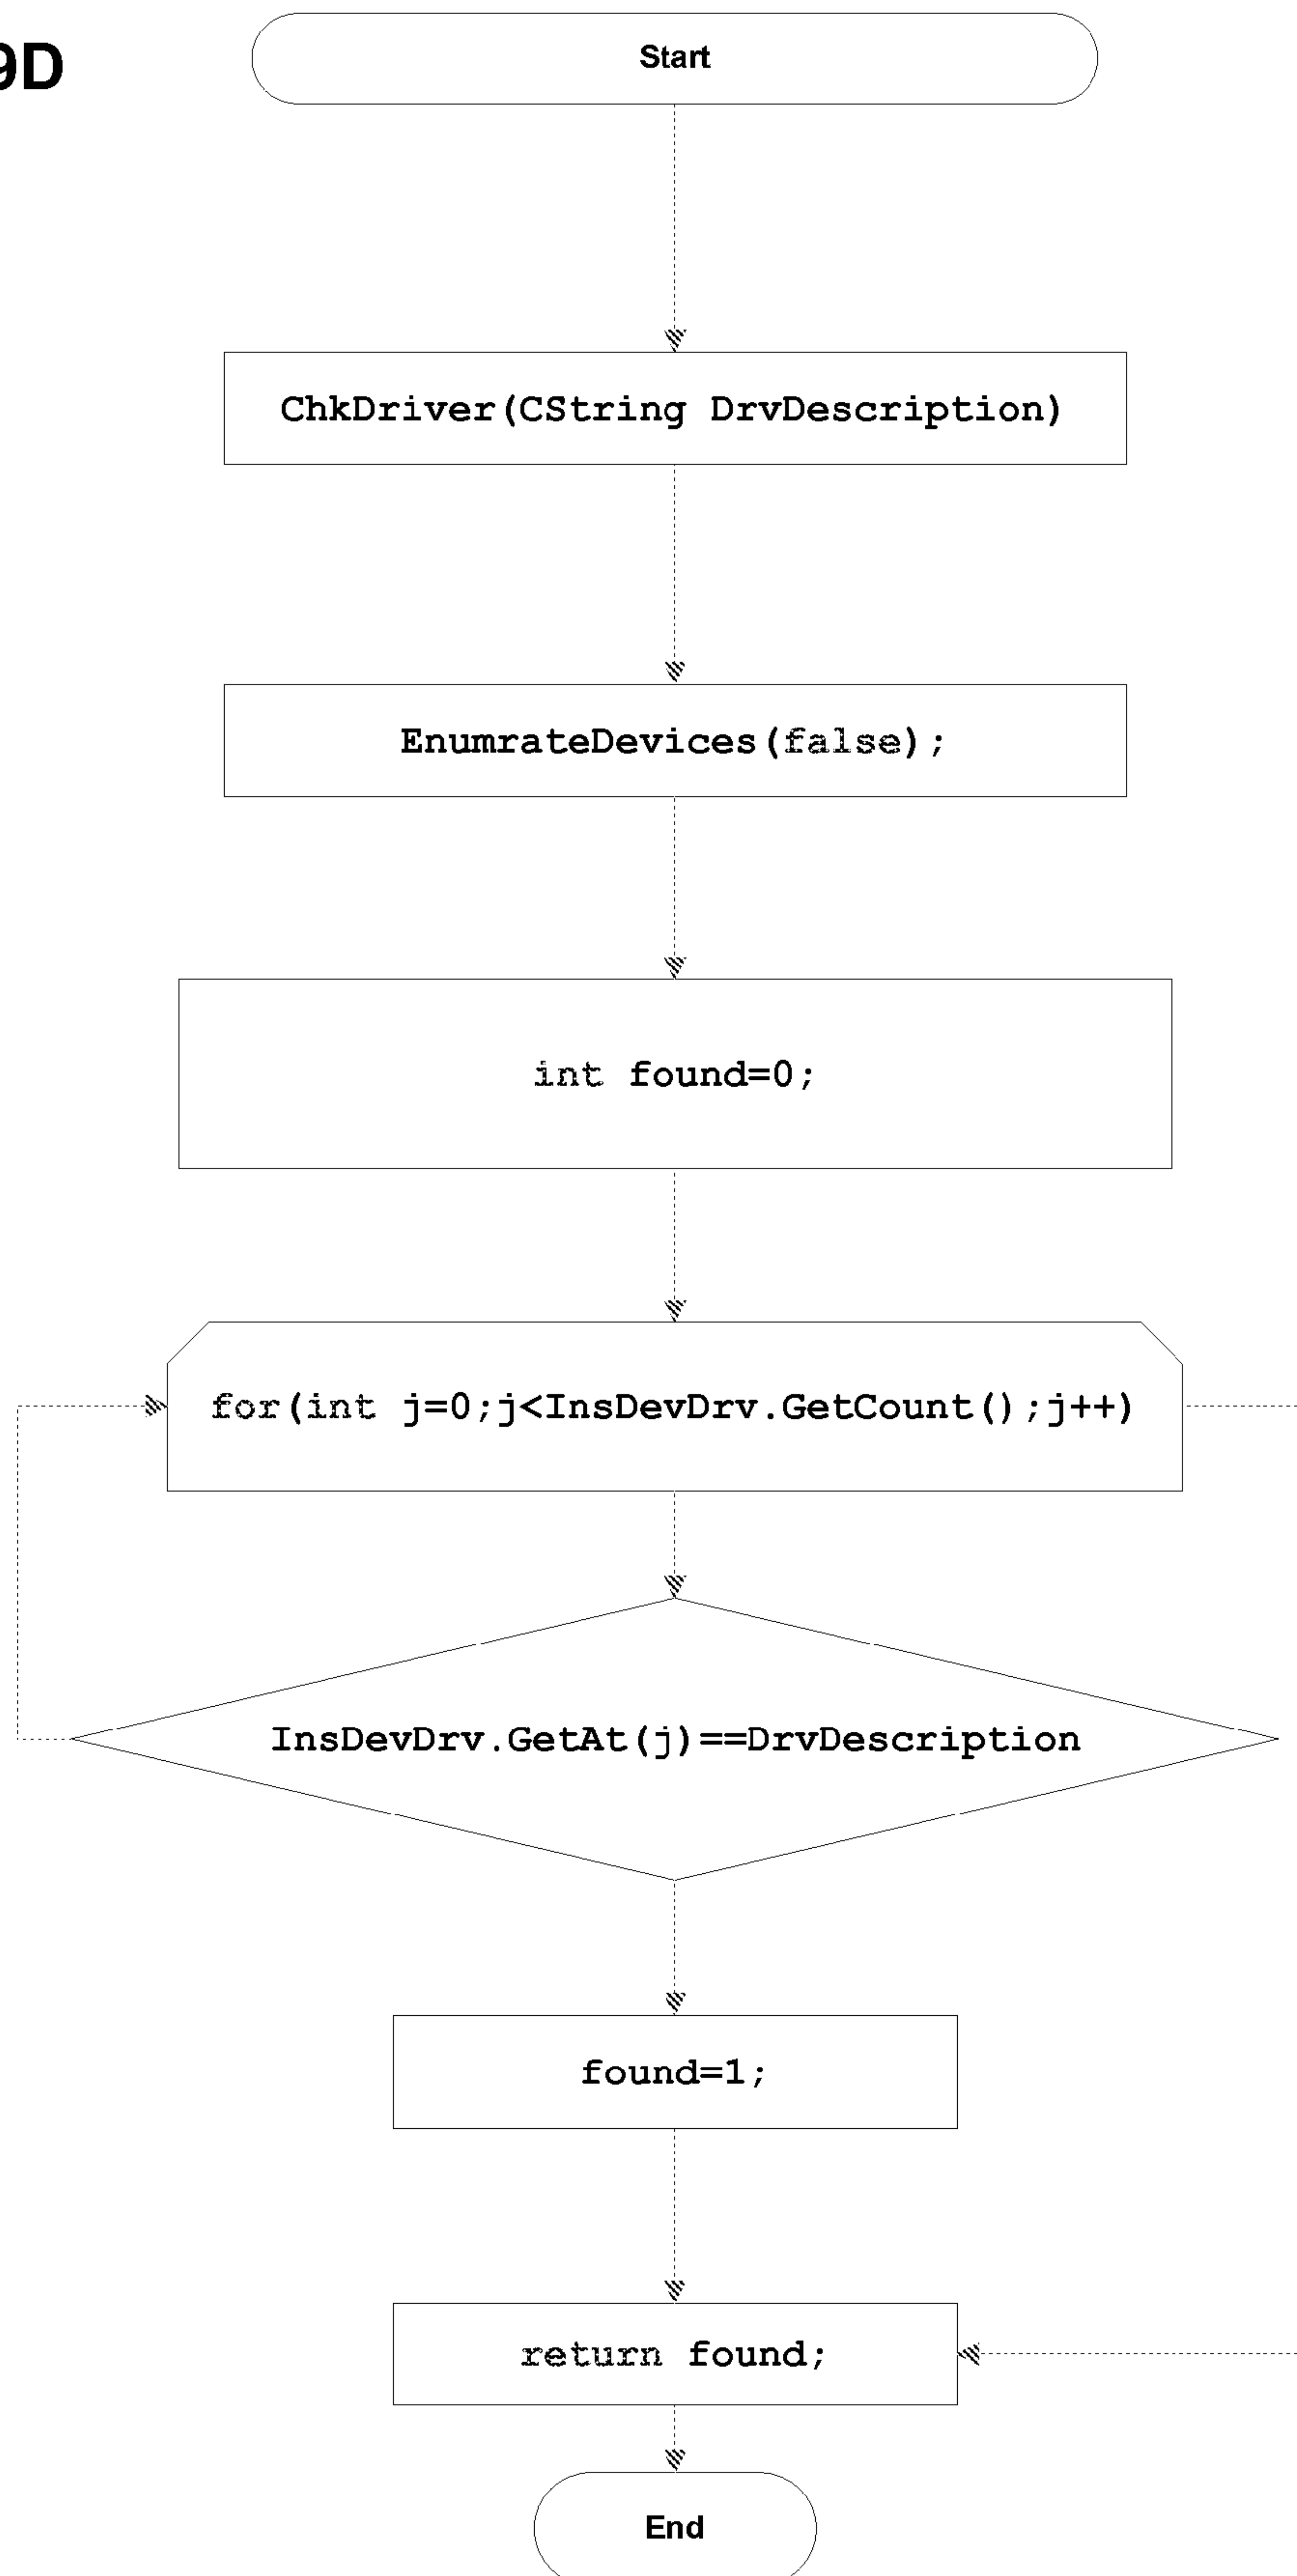 9D
Start
ChkDriver(CString DrvDescription)
EnumrateDevices(false);
int found=0;
for(int j=0;j<InsDevDrv.GetCount();j++)
InsDevDrv.GetAt(j)==DrvDescription
found=1;
return found;
End